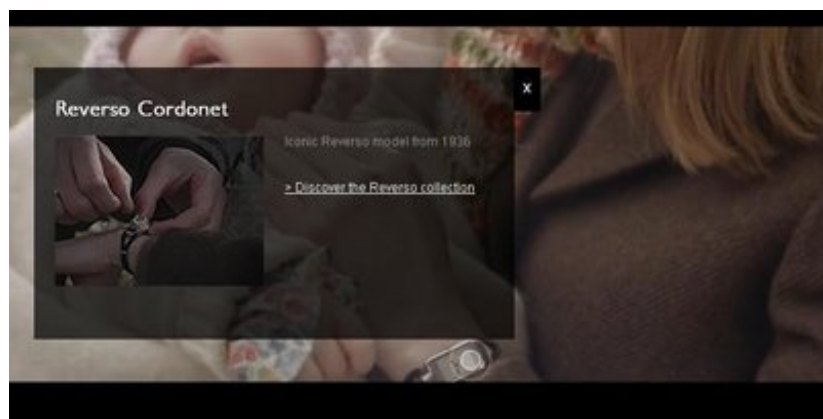 X
Reverso Cordonet
Iconic Reverso model from 1936
> Discover the Reverso collection